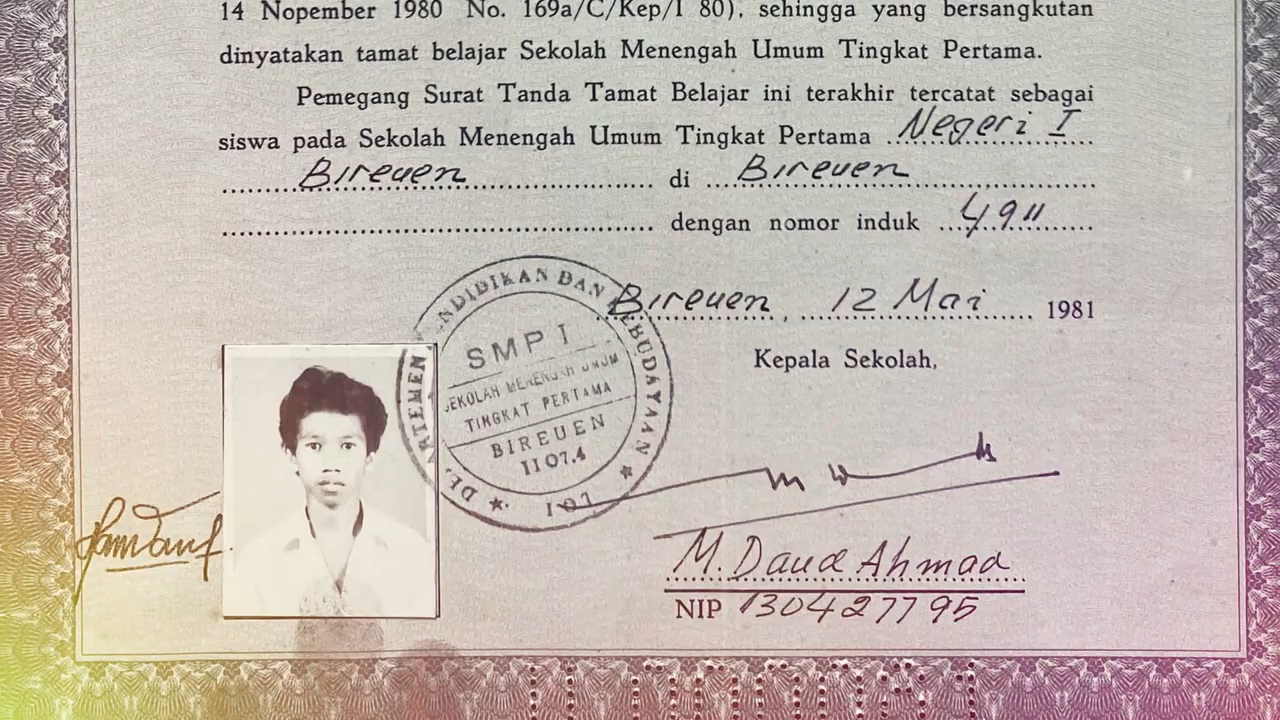 14 Nopember 1980 No. 169a/C/Kep/I 80), sehingga yang bersangkutan
dinyatakan tamat belajar Sekolah Menengah Umum Tingkat Pertama.
Pemegang Surat Tanda Tamat Belajar ini terakhir tercatat sebagai
siswa pada Sekolah Menengah Umum Tingkat Pertama Negeri I
Bireuen di Bireuen
dengan nomor induk 4911
Bireuen, 12 Mai 1981
Kepala Sekolah,
PENDIDIKAN DAN KEBUDAYAAN
SMP I
SEKOLAH MENENGAH UMUM
TINGKAT PERTAMA
BIREUEN
II 07.4
107
M. Daud Ahmad
NIP 130427795